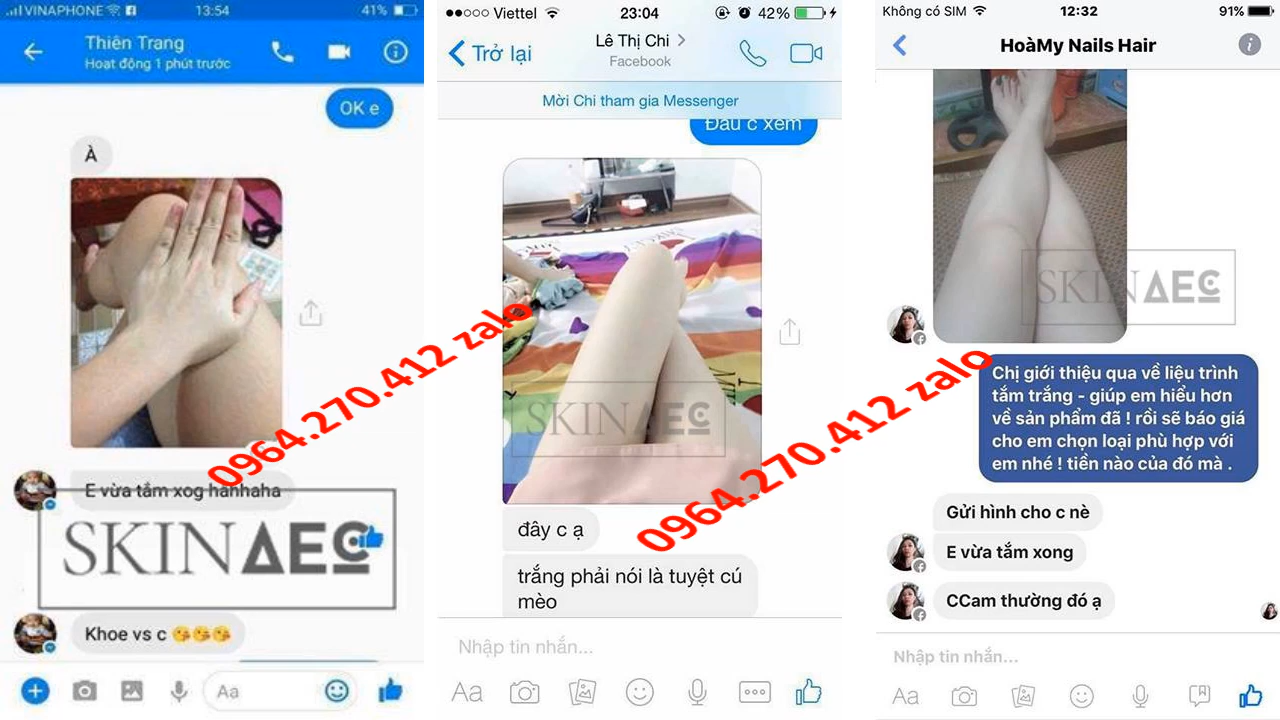 VINAPHONE
13:54
41%
Thiên Trang
Hoạt động 1 phút trước
OK e
À
E vừa tắm xog hahhaha
SKINAEC
Khoe vs c 😘😘😘
Aa
Viettel
23:04
42%
Trở lại
Lê Thị Chi
Facebook
Mời Chi tham gia Messenger
Đâu c xem
SKINAEC
đây c ạ
trắng phải nói là tuyệt cú
mèo
Nhập tin nhắn...
Aa
Không có SIM
12:32
91%
HoàMy Nails Hair
SKINAEC
Chị giới thiệu qua về liệu trình
tắm trắng - giúp em hiểu hơn
về sản phẩm đã ! rồi sẽ báo giá
cho em chọn loại phù hợp với
em nhé ! tiền nào của đó mà .
Gửi hình cho c nè
E vừa tắm xong
CCam thường đó ạ
Nhập tin nhắn...
Aa
0964.270.412 zalo
0964.270.412 zalo